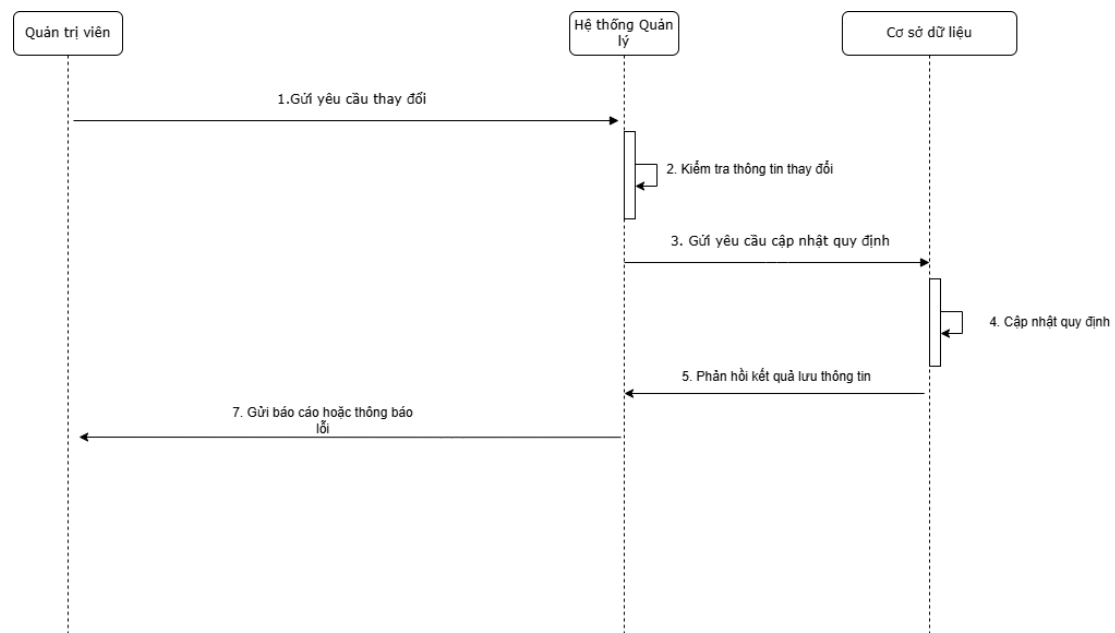 Quản trị viên
Hệ thống Quản
lý
Cơ sở dữ liệu
1.Gửi yêu cầu thay đổi
2. Kiểm tra thông tin thay đổi
3. Gửi yêu cầu cập nhật quy định
4. Cập nhật quy định
5. Phản hồi kết quả lưu thông tin
7. Gửi báo cáo hoặc thông báo
lỗi